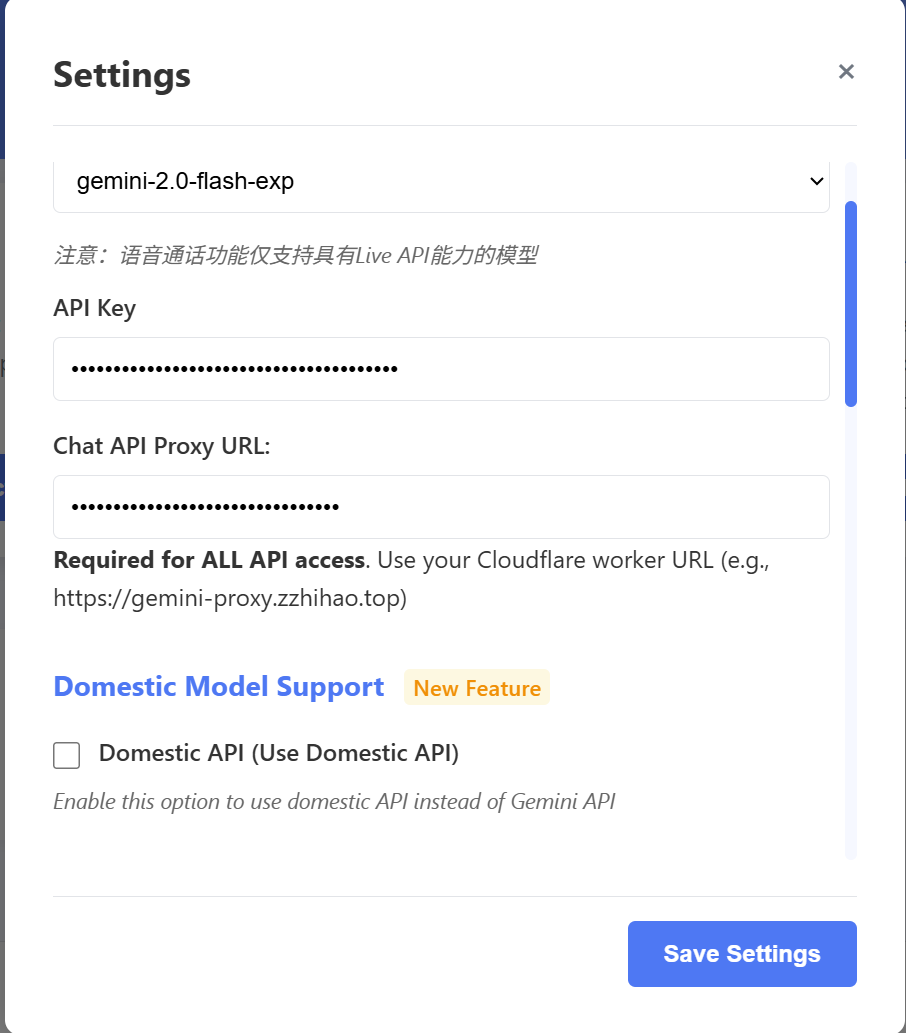 Settings
×
gemini-2.0-flash-exp
注意：语音通话功能仅支持具有Live API能力的模型
API Key
••••••••••••••••••••••••••••••••••••••
Chat API Proxy URL:
••••••••••••••••••••••••••••••••
Required for ALL API access. Use your Cloudflare worker URL (e.g.,
https://gemini-proxy.zzhihao.top)
Domestic Model Support New Feature
Domestic API (Use Domestic API)
Enable this option to use domestic API instead of Gemini API
Save Settings